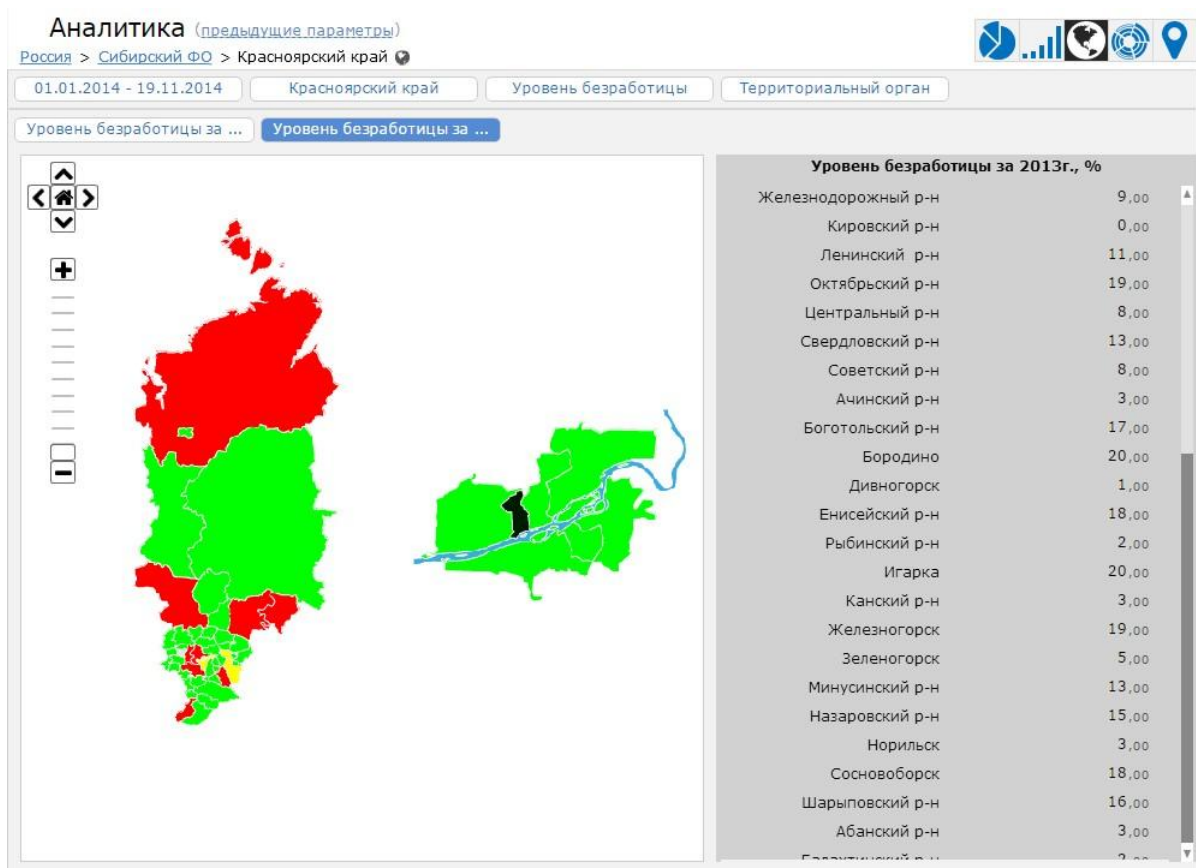 Аналитика (предыдущие параметры)
Россия > Сибирский ФО > Красноярский край
01.01.2014 - 19.11.2014 Красноярский край Уровень безработицы Территориальный орган
Уровень безработицы за ... Уровень безработицы за ...
Уровень безработицы за 2013г., %
Железнодорожный р-н 9,00
Кировский р-н 0,00
Ленинский р-н 11,00
Октябрьский р-н 19,00
Центральный р-н 8,00
Свердловский р-н 13,00
Советский р-н 8,00
Ачинский р-н 3,00
Боготольский р-н 17,00
Бородино 20,00
Дивногорск 1,00
Енисейский р-н 18,00
Рыбинский р-н 2,00
Игарка 20,00
Канский р-н 3,00
Железногорск 19,00
Зеленогорск 5,00
Минусинский р-н 13,00
Назаровский р-н 15,00
Норильск 3,00
Сосновоборск 18,00
Шарыповский р-н 16,00
Абанский р-н 3,00